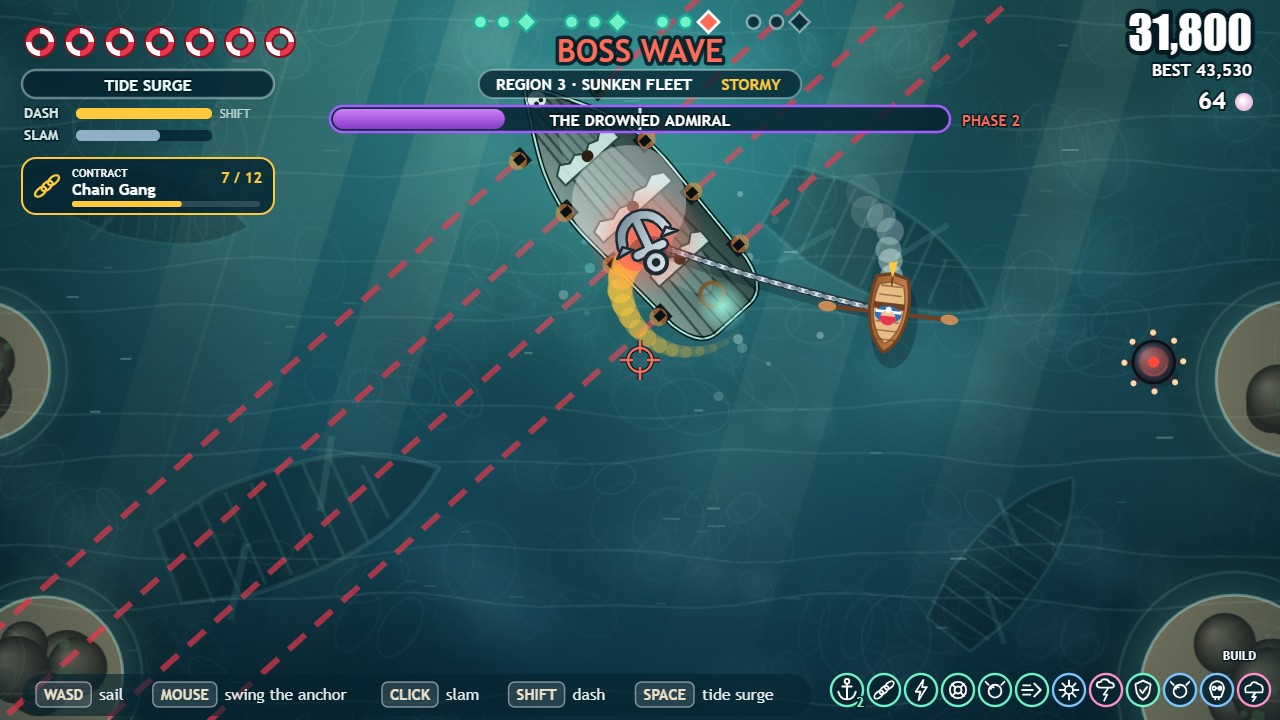 BOSS WAVE
31,800
TIDE SURGE
REGION 3 · SUNKEN FLEET STORMY
BEST 43,530
64
DASH SHIFT
THE DROWNED ADMIRAL PHASE 2
SLAM
CONTRACT
Chain Gang 7 / 12
BUILD
WASD sail MOUSE swing the anchor CLICK slam SHIFT dash SPACE tide surge
2